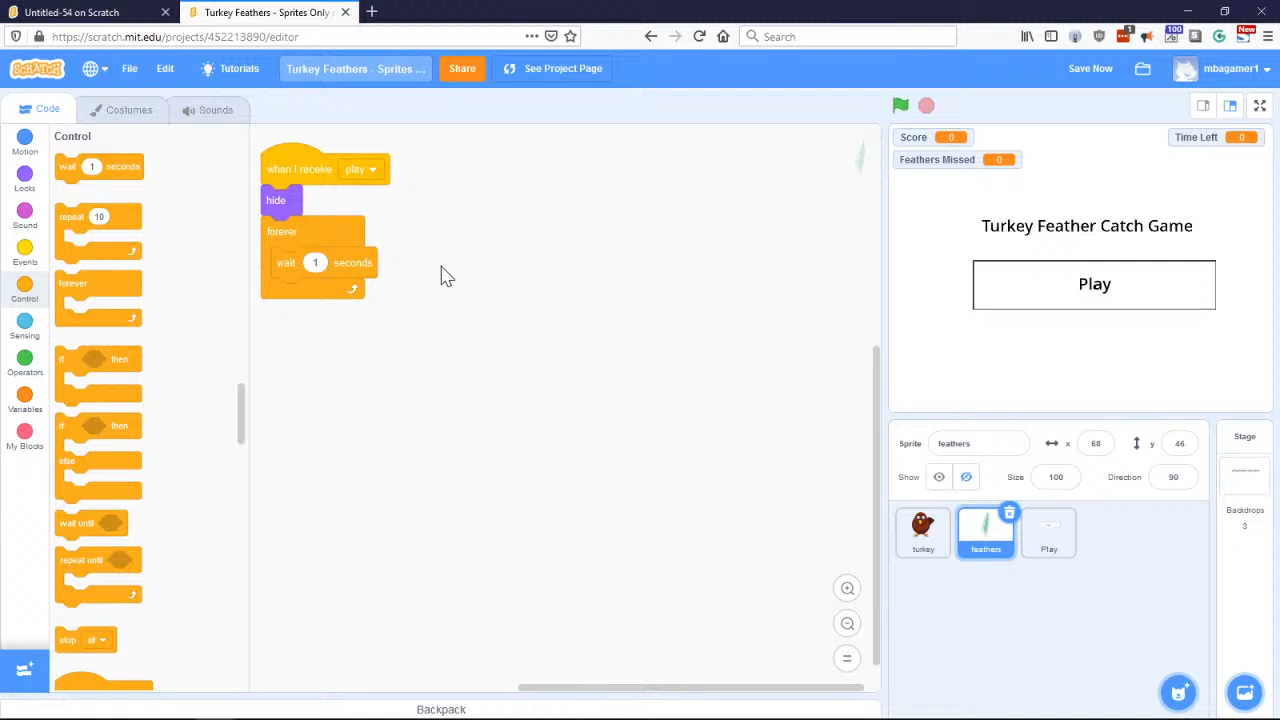 Untitled-54 on Scratch
Turkey Feathers - Sprites Only
https://scratch.mit.edu/projects/452213890/editor
Search
1
100
New
SCRATCH
File
Edit
Tutorials
Turkey Feathers - Sprites ...
Share
See Project Page
Save Now
mbagamer1
Code
Costumes
Sounds
Motion
Looks
Sound
Events
Control
Sensing
Operators
Variables
My Blocks
Control
wait 1 seconds
repeat 10
forever
if then
if then
else
wait until
repeat until
stop all
when I receive play
hide
forever
wait 1 seconds
Score 0
Time Left 0
Feathers Missed 0
Turkey Feather Catch Game
Play
Sprite feathers x 68 y 46
Show Size 100 Direction 90
turkey
feathers
Play
Stage
Backdrops
3
Backpack